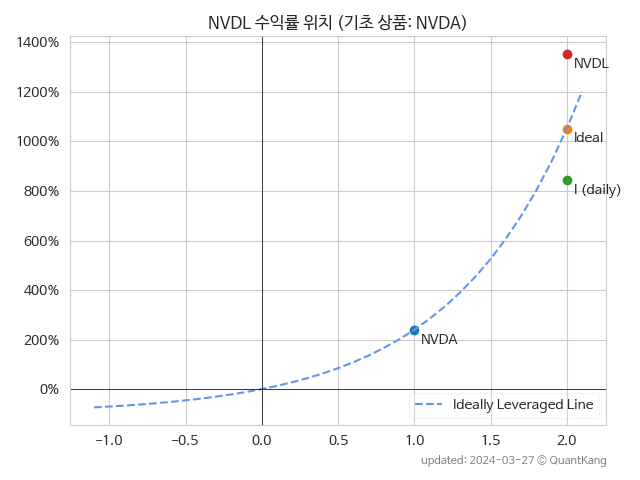 NVDL 수익률 위치 (기초 상품: NVDA)
1400%
1200%
1000%
800%
600%
400%
200%
0%
NVDL
Ideal
I (daily)
NVDA
Ideally Leveraged Line
−1.0 −0.5 0.0 0.5 1.0 1.5 2.0
updated: 2024-03-27 © QuantKang